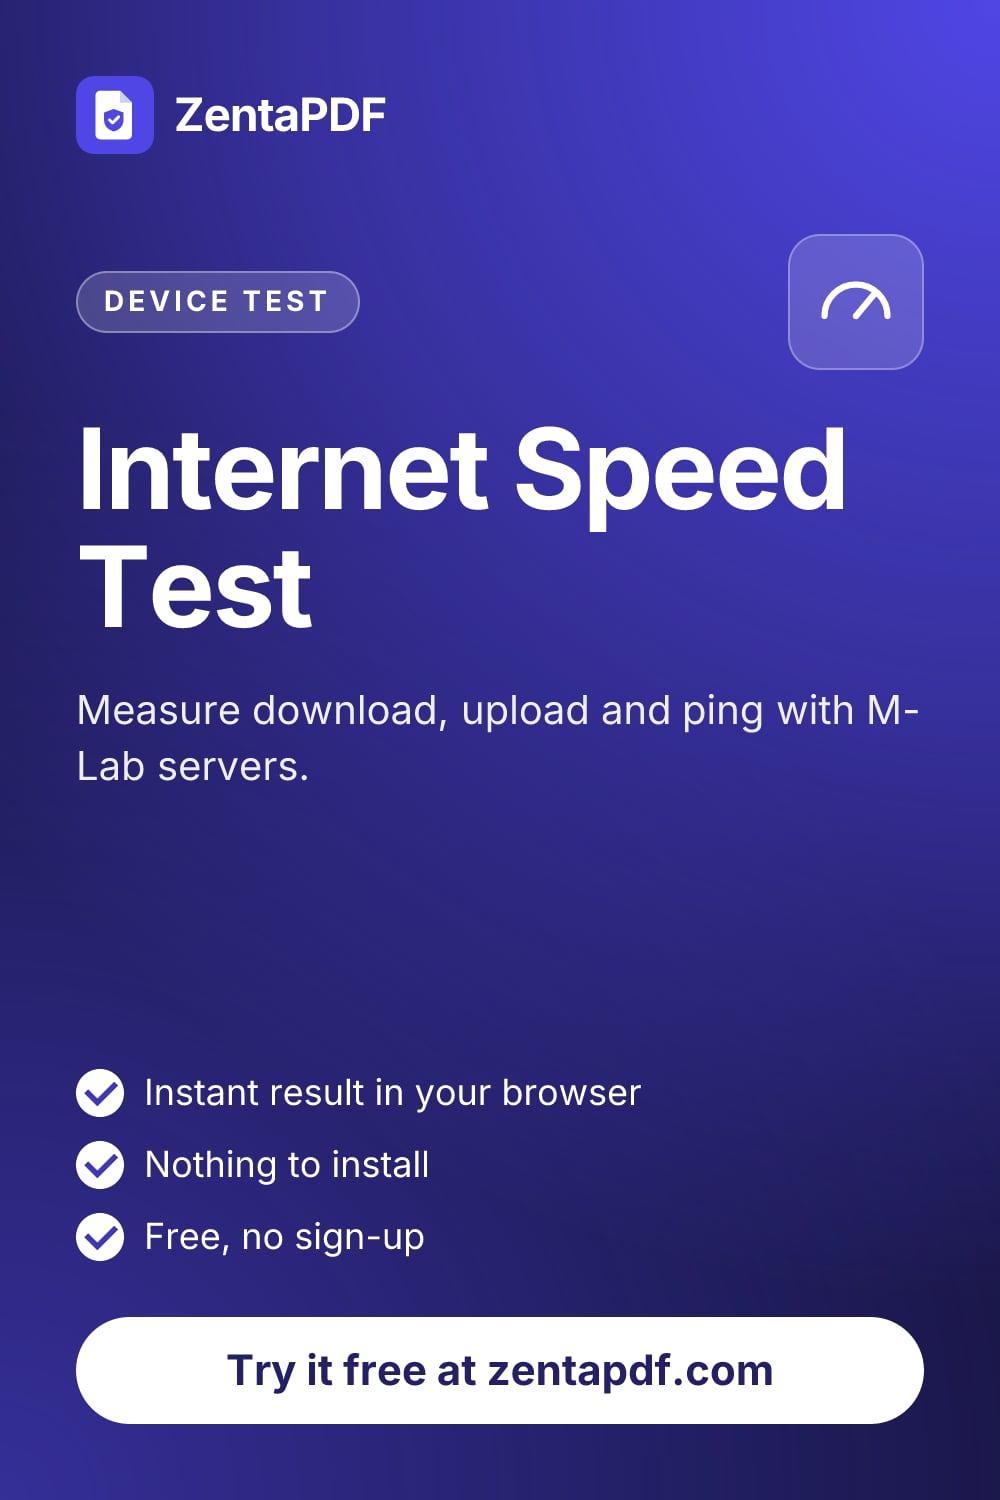 ZentaPDF
DEVICE TEST
Internet Speed
Test
Measure download, upload and ping with M-
Lab servers.
Instant result in your browser
Nothing to install
Free, no sign-up
Try it free at zentapdf.com